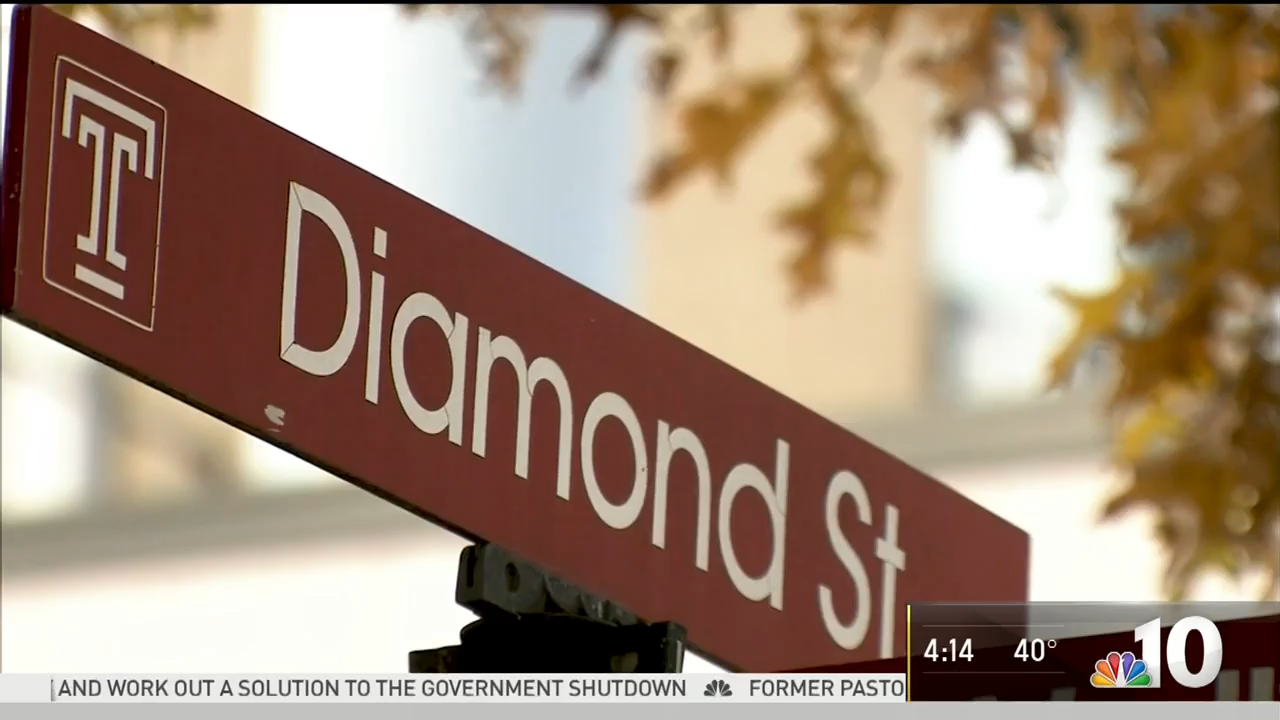 T
Diamond St
4:14 40°
10
AND WORK OUT A SOLUTION TO THE GOVERNMENT SHUTDOWN FORMER PASTO